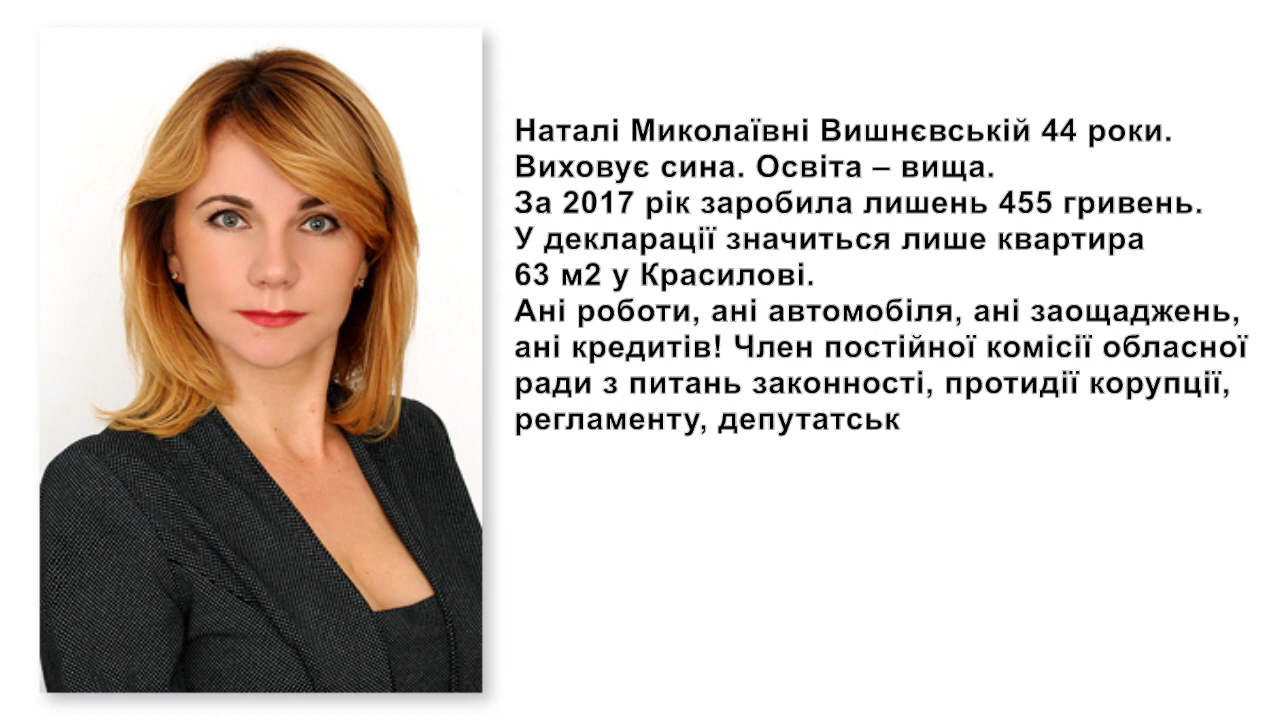 Наталі Миколаївні Вишнєвській 44 роки.
Виховує сина. Освіта – вища.
За 2017 рік заробила лишень 455 гривень.
У декларації значиться лише квартира
63 м2 у Красилові.
Ані роботи, ані автомобіля, ані заощаджень,
ані кредитів! Член постійної комісії обласної
ради з питань законності, протидії корупції,
регламенту, депутатськ